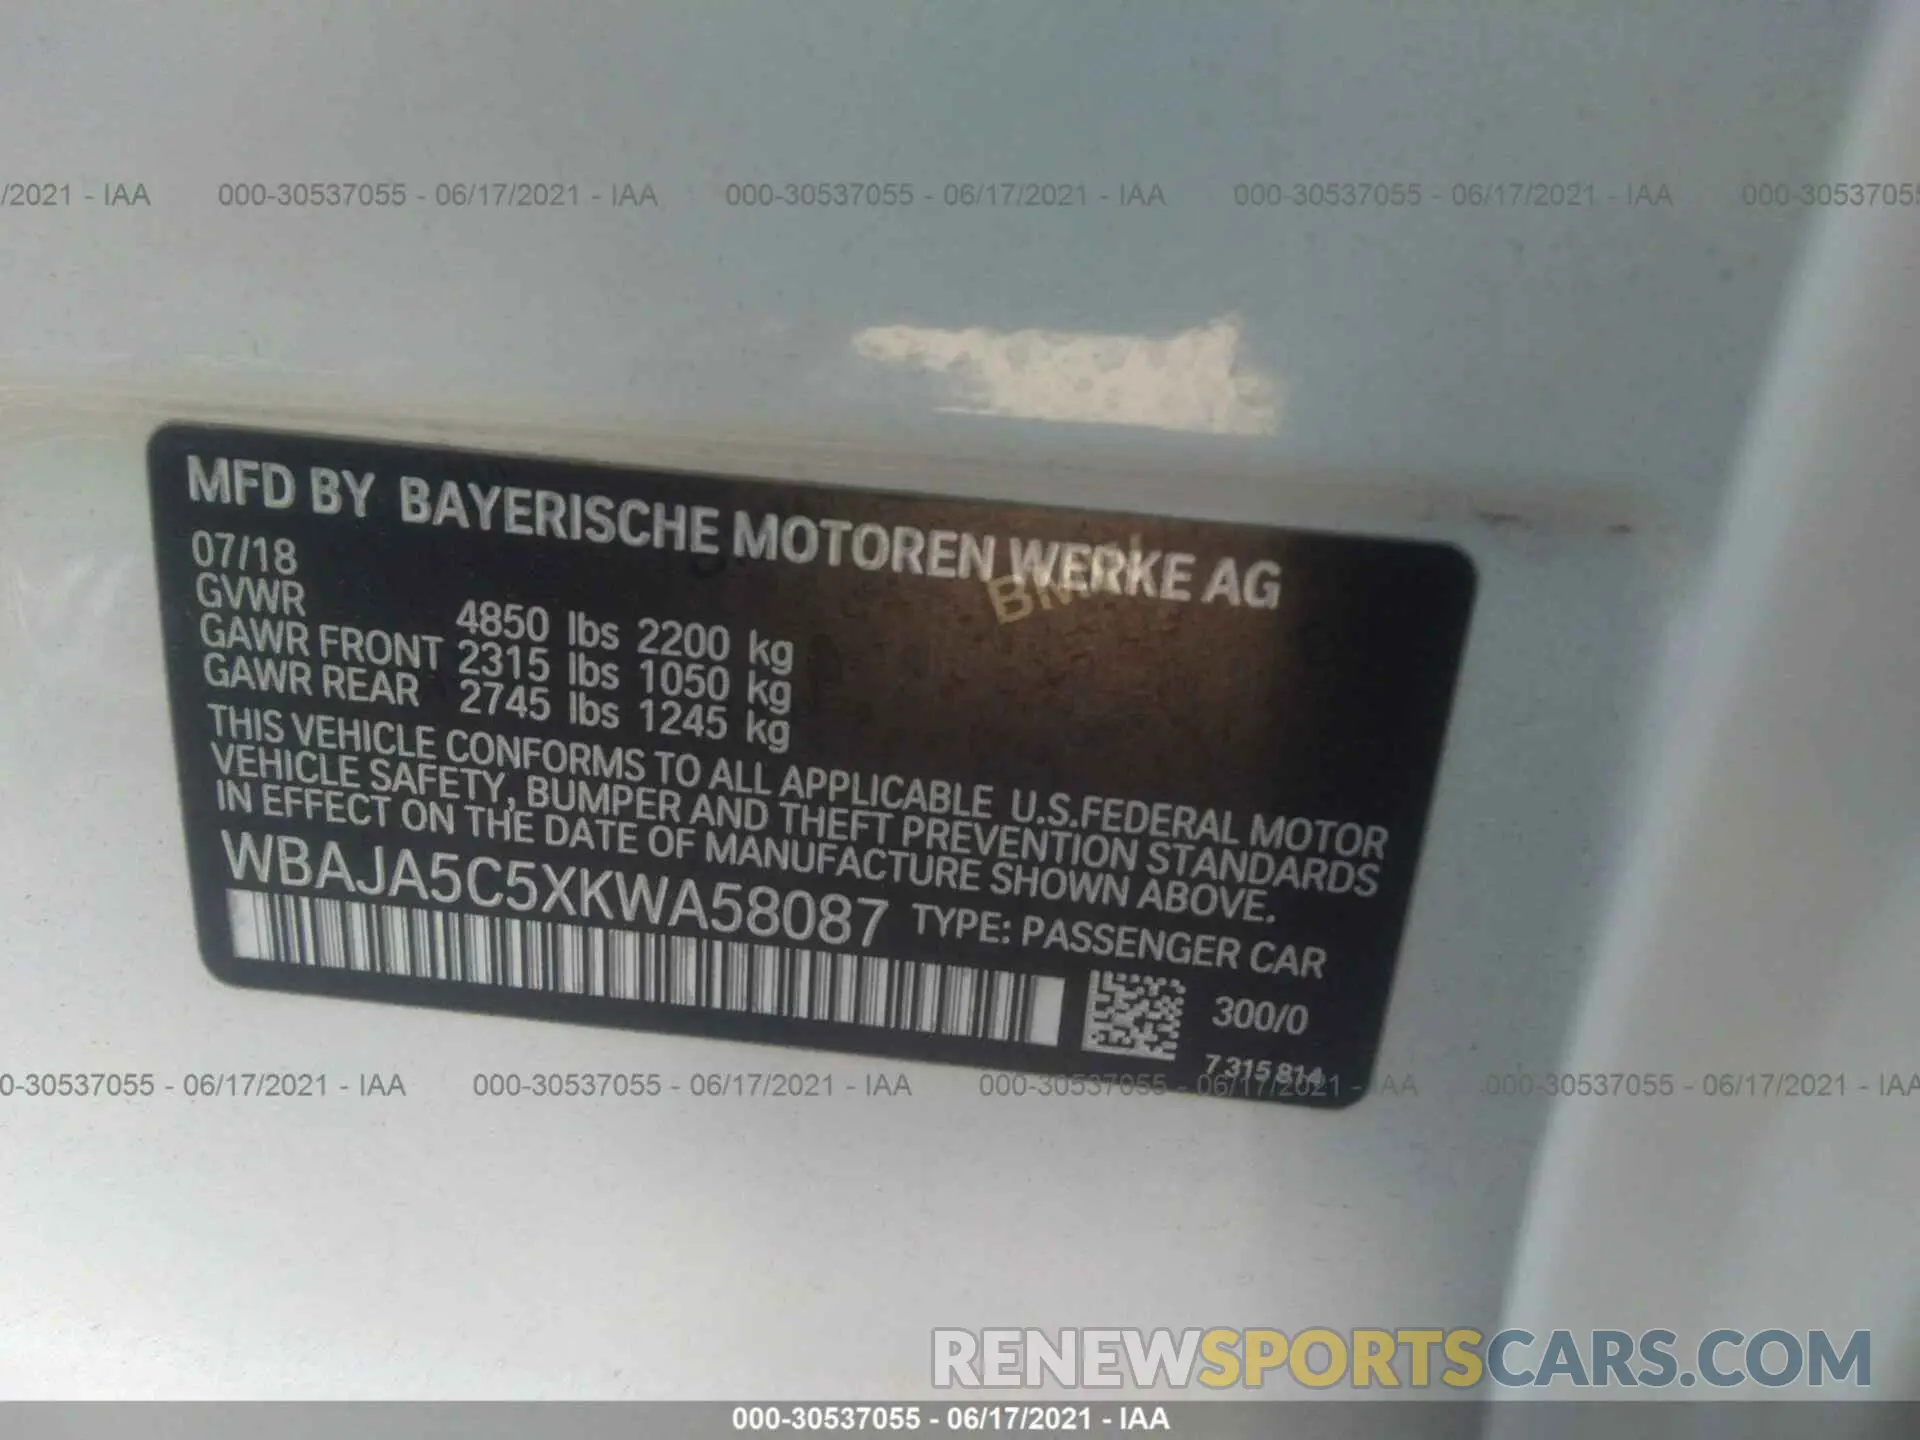 /2021 - IAA 000-30537055 - 06/17/2021 - IAA 000-30537055 - 06/17/2021 - IAA 000-30537055 - 06/17/2021 - IAA 000-3053705
MFD BY BAYERISCHE MOTOREN WERKE AG
07/18
GVWR 4850 lbs 2200 kg
GAWR FRONT 2315 lbs 1050 kg
GAWR REAR 2745 lbs 1245 kg
THIS VEHICLE CONFORMS TO ALL APPLICABLE U.S.FEDERAL MOTOR
VEHICLE SAFETY, BUMPER AND THEFT PREVENTION STANDARDS
IN EFFECT ON THE DATE OF MANUFACTURE SHOWN ABOVE.
WBAJA5C5XKWA58087 TYPE: PASSENGER CAR
300/0
7 315 814
0-30537055 - 06/17/2021 - IAA 000-30537055 - 06/17/2021 - IAA 000-30537055 - 06/17/2021 - IAA 000-30537055 - 06/17/2021 - IAA
RENEWSPORTSCARS.COM
000-30537055 - 06/17/2021 - IAA